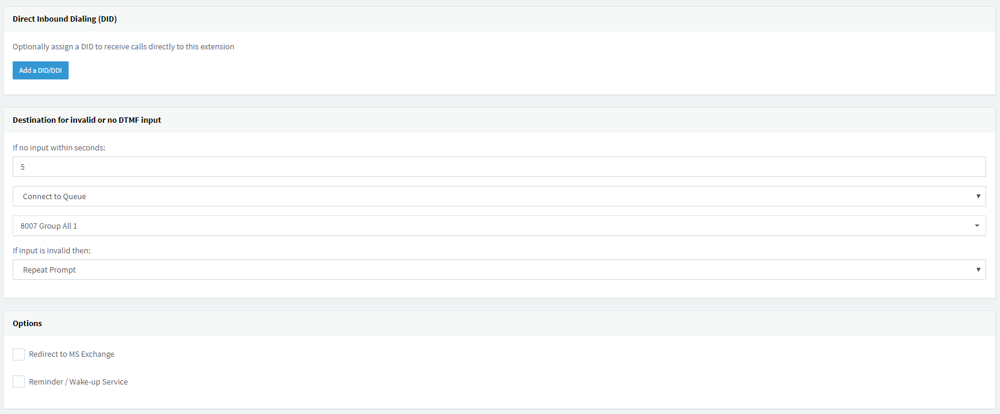 Direct Inbound Dialing (DID)
Optionally assign a DID to receive calls directly to this extension
Add a DID/DDI
Destination for invalid or no DTMF input
If no input within seconds:
5
Connect to Queue
8007 Group All 1
If input is invalid then:
Repeat Prompt
Options
Redirect to MS Exchange
Reminder / Wake-up Service